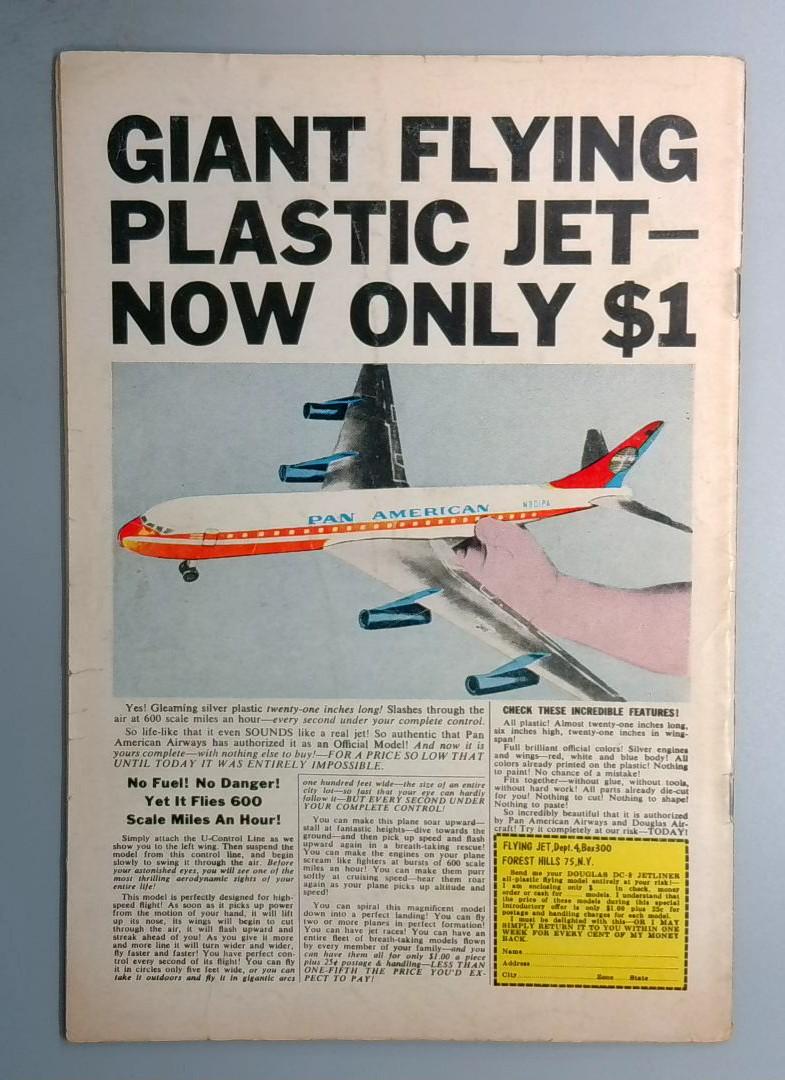 GIANT FLYING
PLASTIC JET—
NOW ONLY $1
PAN AMERICAN
N801PA
Yes! Gleaming silver plastic twenty-one inches long! Slashes through the
air at 600 scale miles an hour—every second under your complete control.
So life-like that it even SOUNDS like a real jet! So authentic that Pan
American Airways has authorized it as an Official Model! And now it is
yours complete—with nothing else to buy!—FOR A PRICE SO LOW THAT
UNTIL TODAY IT WAS ENTIRELY IMPOSSIBLE.
No Fuel! No Danger!
Yet It Flies 600
Scale Miles An Hour!
Simply attach the U-Control Line as we
show you to the left wing. Then suspend the
model from this control line, and begin
slowly to swing it through the air. Before
your astonished eyes, you will see one of the
most thrilling aerodynamic sights of your
entire life!
This model is perfectly designed for high-
speed flight! As soon as it picks up power
from the motion of your hand, it will lift
up its nose, its wings will begin to cut
through the air, it will flash upward and
streak ahead of you! As you give it more
and more line it will turn wider and wider,
fly faster and faster! You have perfect con-
trol every second of its flight! You can fly
it in circles only five feet wide, or you can
take it outdoors and fly it in gigantic arcs
one hundred feet wide—the size of an entire
city lot—so fast that your eye can hardly
follow it—BUT EVERY SECOND UNDER
YOUR COMPLETE CONTROL!
You can make this plane soar upward—
stall at fantastic heights—dive towards the
ground—and then pick up speed and flash
upward again in a breath-taking rescue!
You can make the engines on your plane
scream like fighters at bursts of 600 scale
miles an hour! You can make them purr
softly at cruising speed—hear them roar
again as your plane picks up altitude and
speed!
You can spiral this magnificent model
down into a perfect landing! You can fly
two or more planes in perfect formation!
You can have jet races! You can have an
entire fleet of breath-taking models flown
by every member of your family—and you
can have them all for only $1.00 a piece
plus 25¢ postage & handling—LESS THAN
ONE-FIFTH THE PRICE YOU'D EX-
PECT TO PAY!
CHECK THESE INCREDIBLE FEATURES!
All plastic! Almost twenty-one inches long,
six inches high, twenty inches in wing-
span!
Full brilliant official colors! Silver engines
and wings—red, white and blue body! All
colors already printed on the plastic! Nothing
to paint! No chance of a mistake!
Fits together—without glue, without tools,
without hard work! All parts already die-cut
for you! Nothing to cut! Nothing to shape!
Nothing to paste!
So incredibly beautiful that it is authorized
by Pan American Airways and Douglas Air-
craft! Try it completely at our risk—TODAY!
FLYING JET, Dept. 4, Box 300
FOREST HILLS 75, N.Y.
Send me your DOUGLAS DC-8 JETLINER
all-plastic flying model entirely at your risk!—
I am enclosing only $ in check, money
order or cash for models. I understand that
the price of these models during this special
introductory offer is only $1.00 plus 25c for
postage and handling charges for each model.
I must be delighted with this—OR I MAY
SIMPLY RETURN IT TO YOU WITHIN ONE
WEEK FOR EVERY CENT OF MY MONEY
BACK.
Name
Address
City Zone State